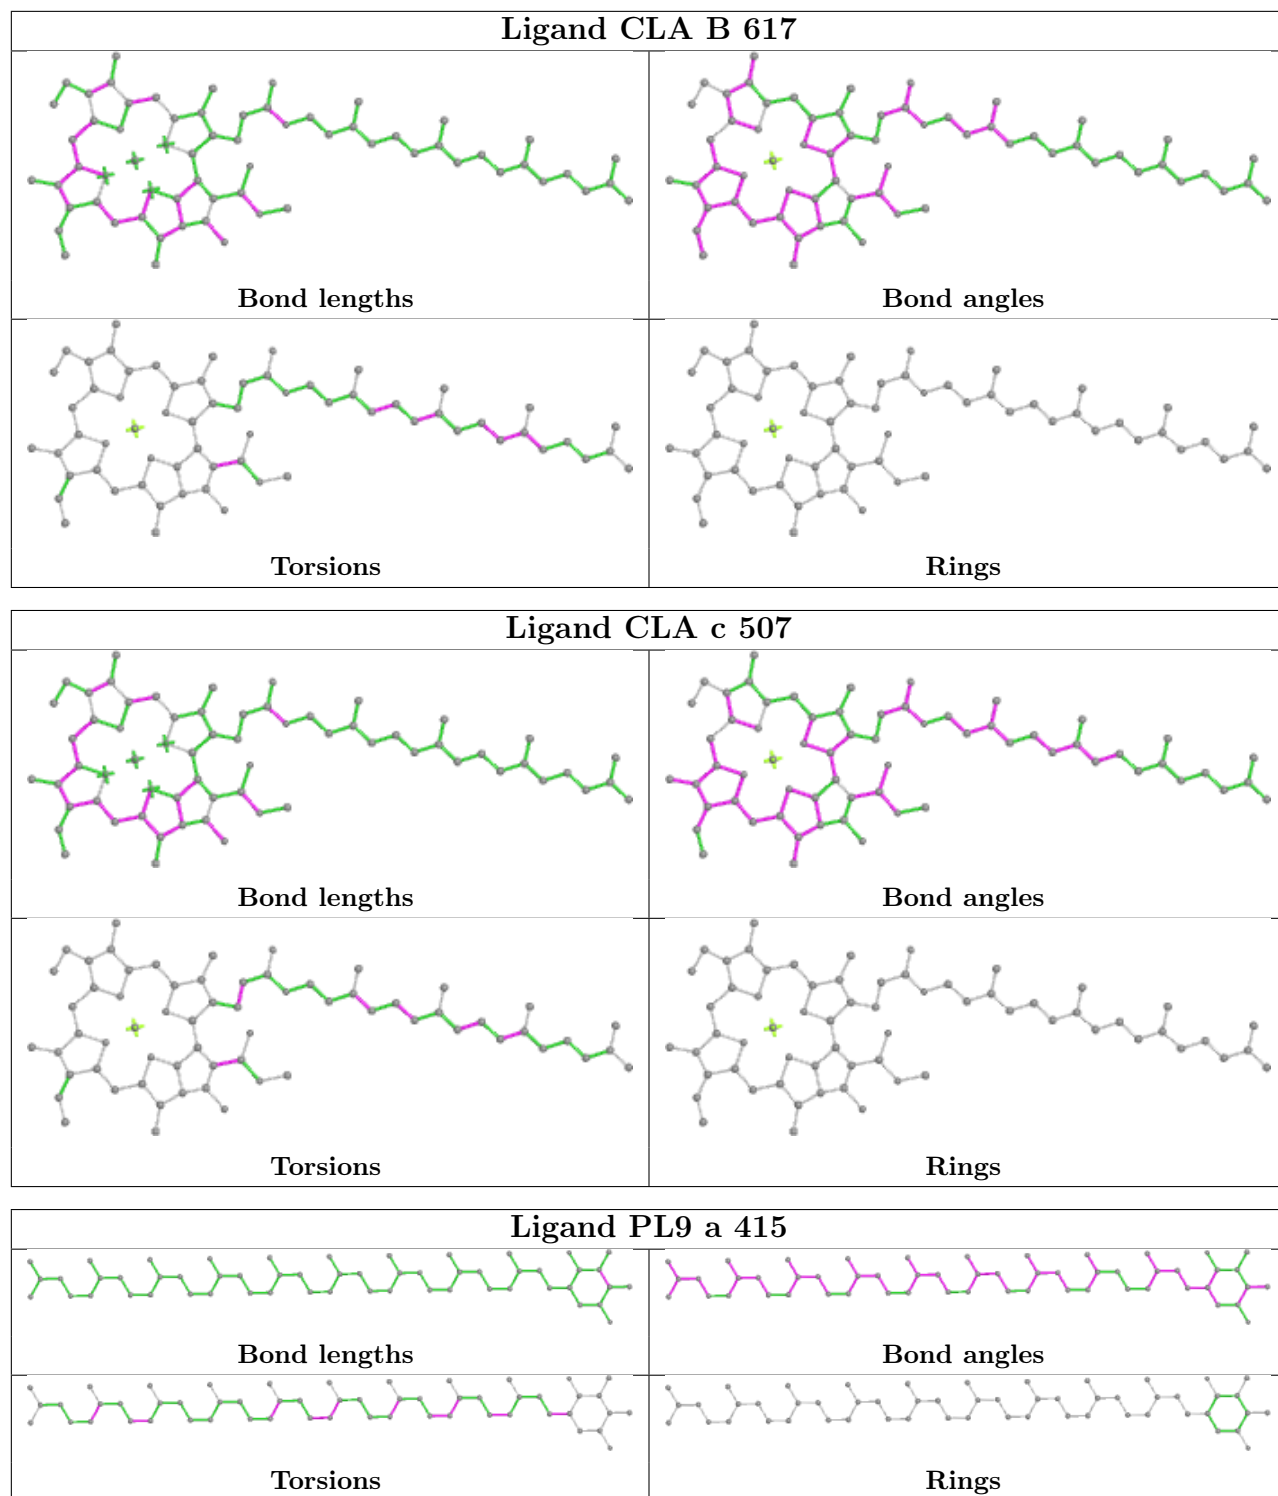 Ligand CLA B 617
Bond lengths
Bond angles
Torsions
Rings
Ligand CLA c 507
Bond lengths
Bond angles
Torsions
Rings
Ligand PL9 a 415
Bond lengths
Bond angles
Torsions
Rings